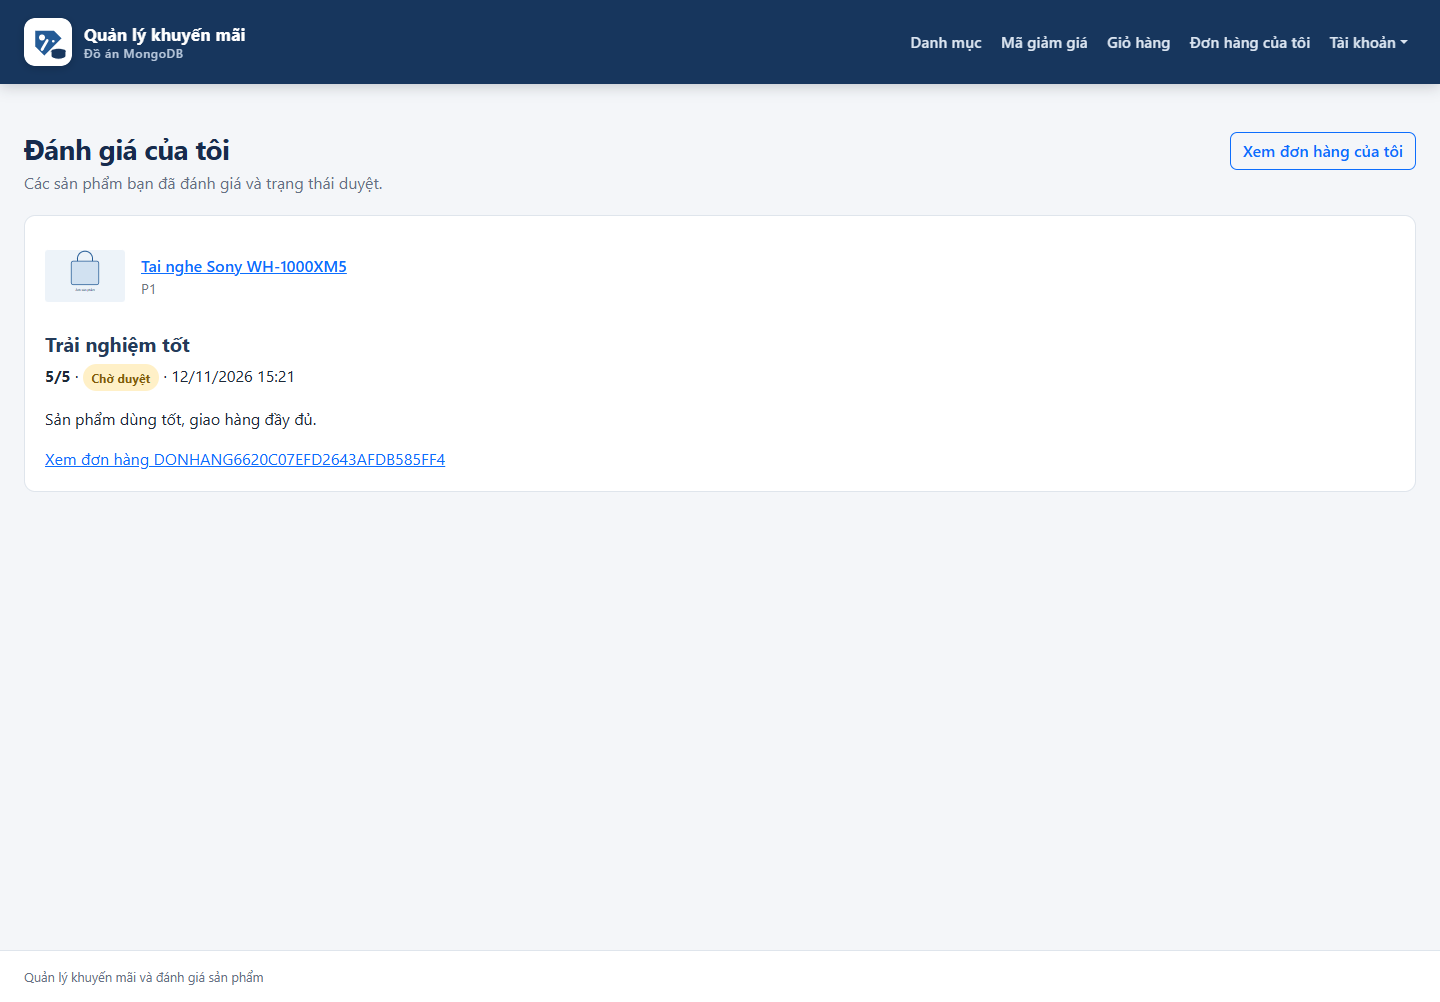 Quản lý khuyến mãi
Đồ án MongoDB
Danh mục
Mã giảm giá
Giỏ hàng
Đơn hàng của tôi
Tài khoản
Đánh giá của tôi
Các sản phẩm bạn đã đánh giá và trạng thái duyệt.
Xem đơn hàng của tôi
Tai nghe Sony WH-1000XM5
P1
Trải nghiệm tốt
5/5 · Chờ duyệt · 12/11/2026 15:21
Sản phẩm dùng tốt, giao hàng đầy đủ.
Xem đơn hàng DONHANG6620C07EFD2643AFDB585FF4
Quản lý khuyến mãi và đánh giá sản phẩm